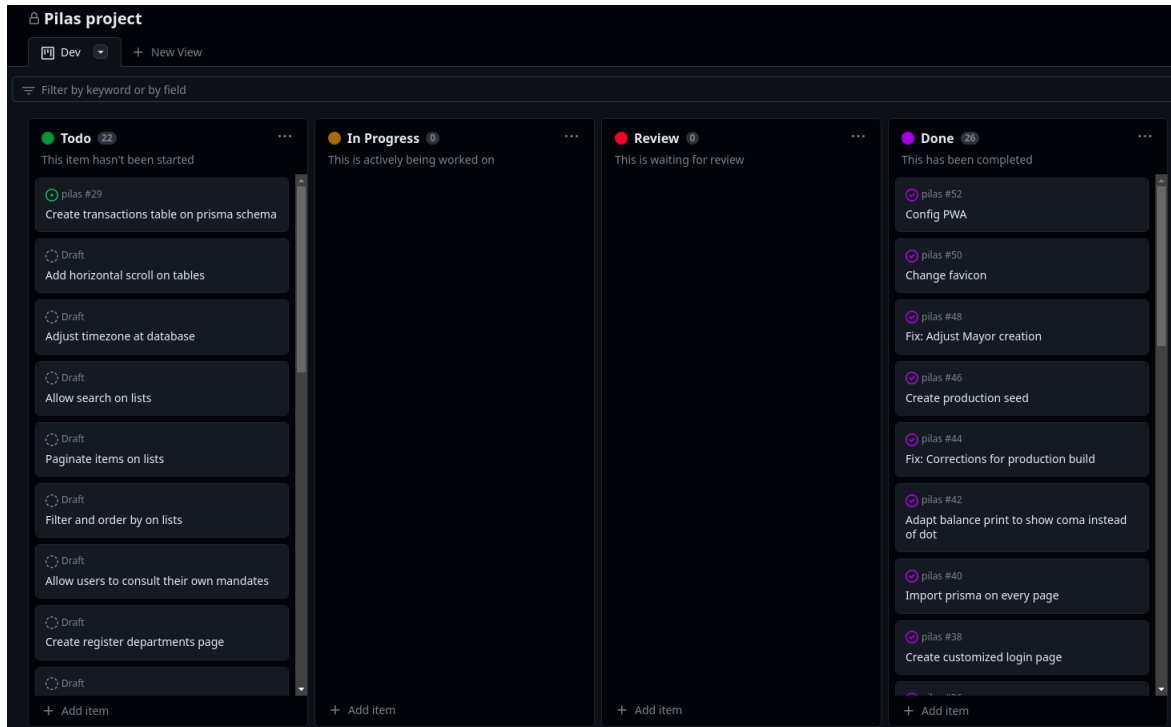 Pilas project
Dev
+ New View
Filter by keyword or by field
Todo 22 ...
This item hasn't been started
pilas #29
Create transactions table on prisma schema
Draft
Add horizontal scroll on tables
Draft
Adjust timezone at database
Draft
Allow search on lists
Draft
Paginate items on lists
Draft
Filter and order by on lists
Draft
Allow users to consult their own mandates
Draft
Create register departments page
Draft
+ Add item
In Progress 0 ...
This is actively being worked on
+ Add item
Review 0 ...
This is waiting for review
+ Add item
Done 26 ...
This has been completed
pilas #52
Config PWA
pilas #50
Change favicon
pilas #48
Fix: Adjust Mayor creation
pilas #46
Create production seed
pilas #44
Fix: Corrections for production build
pilas #42
Adapt balance print to show coma instead
of dot
pilas #40
Import prisma on every page
pilas #38
Create customized login page
+ Add item